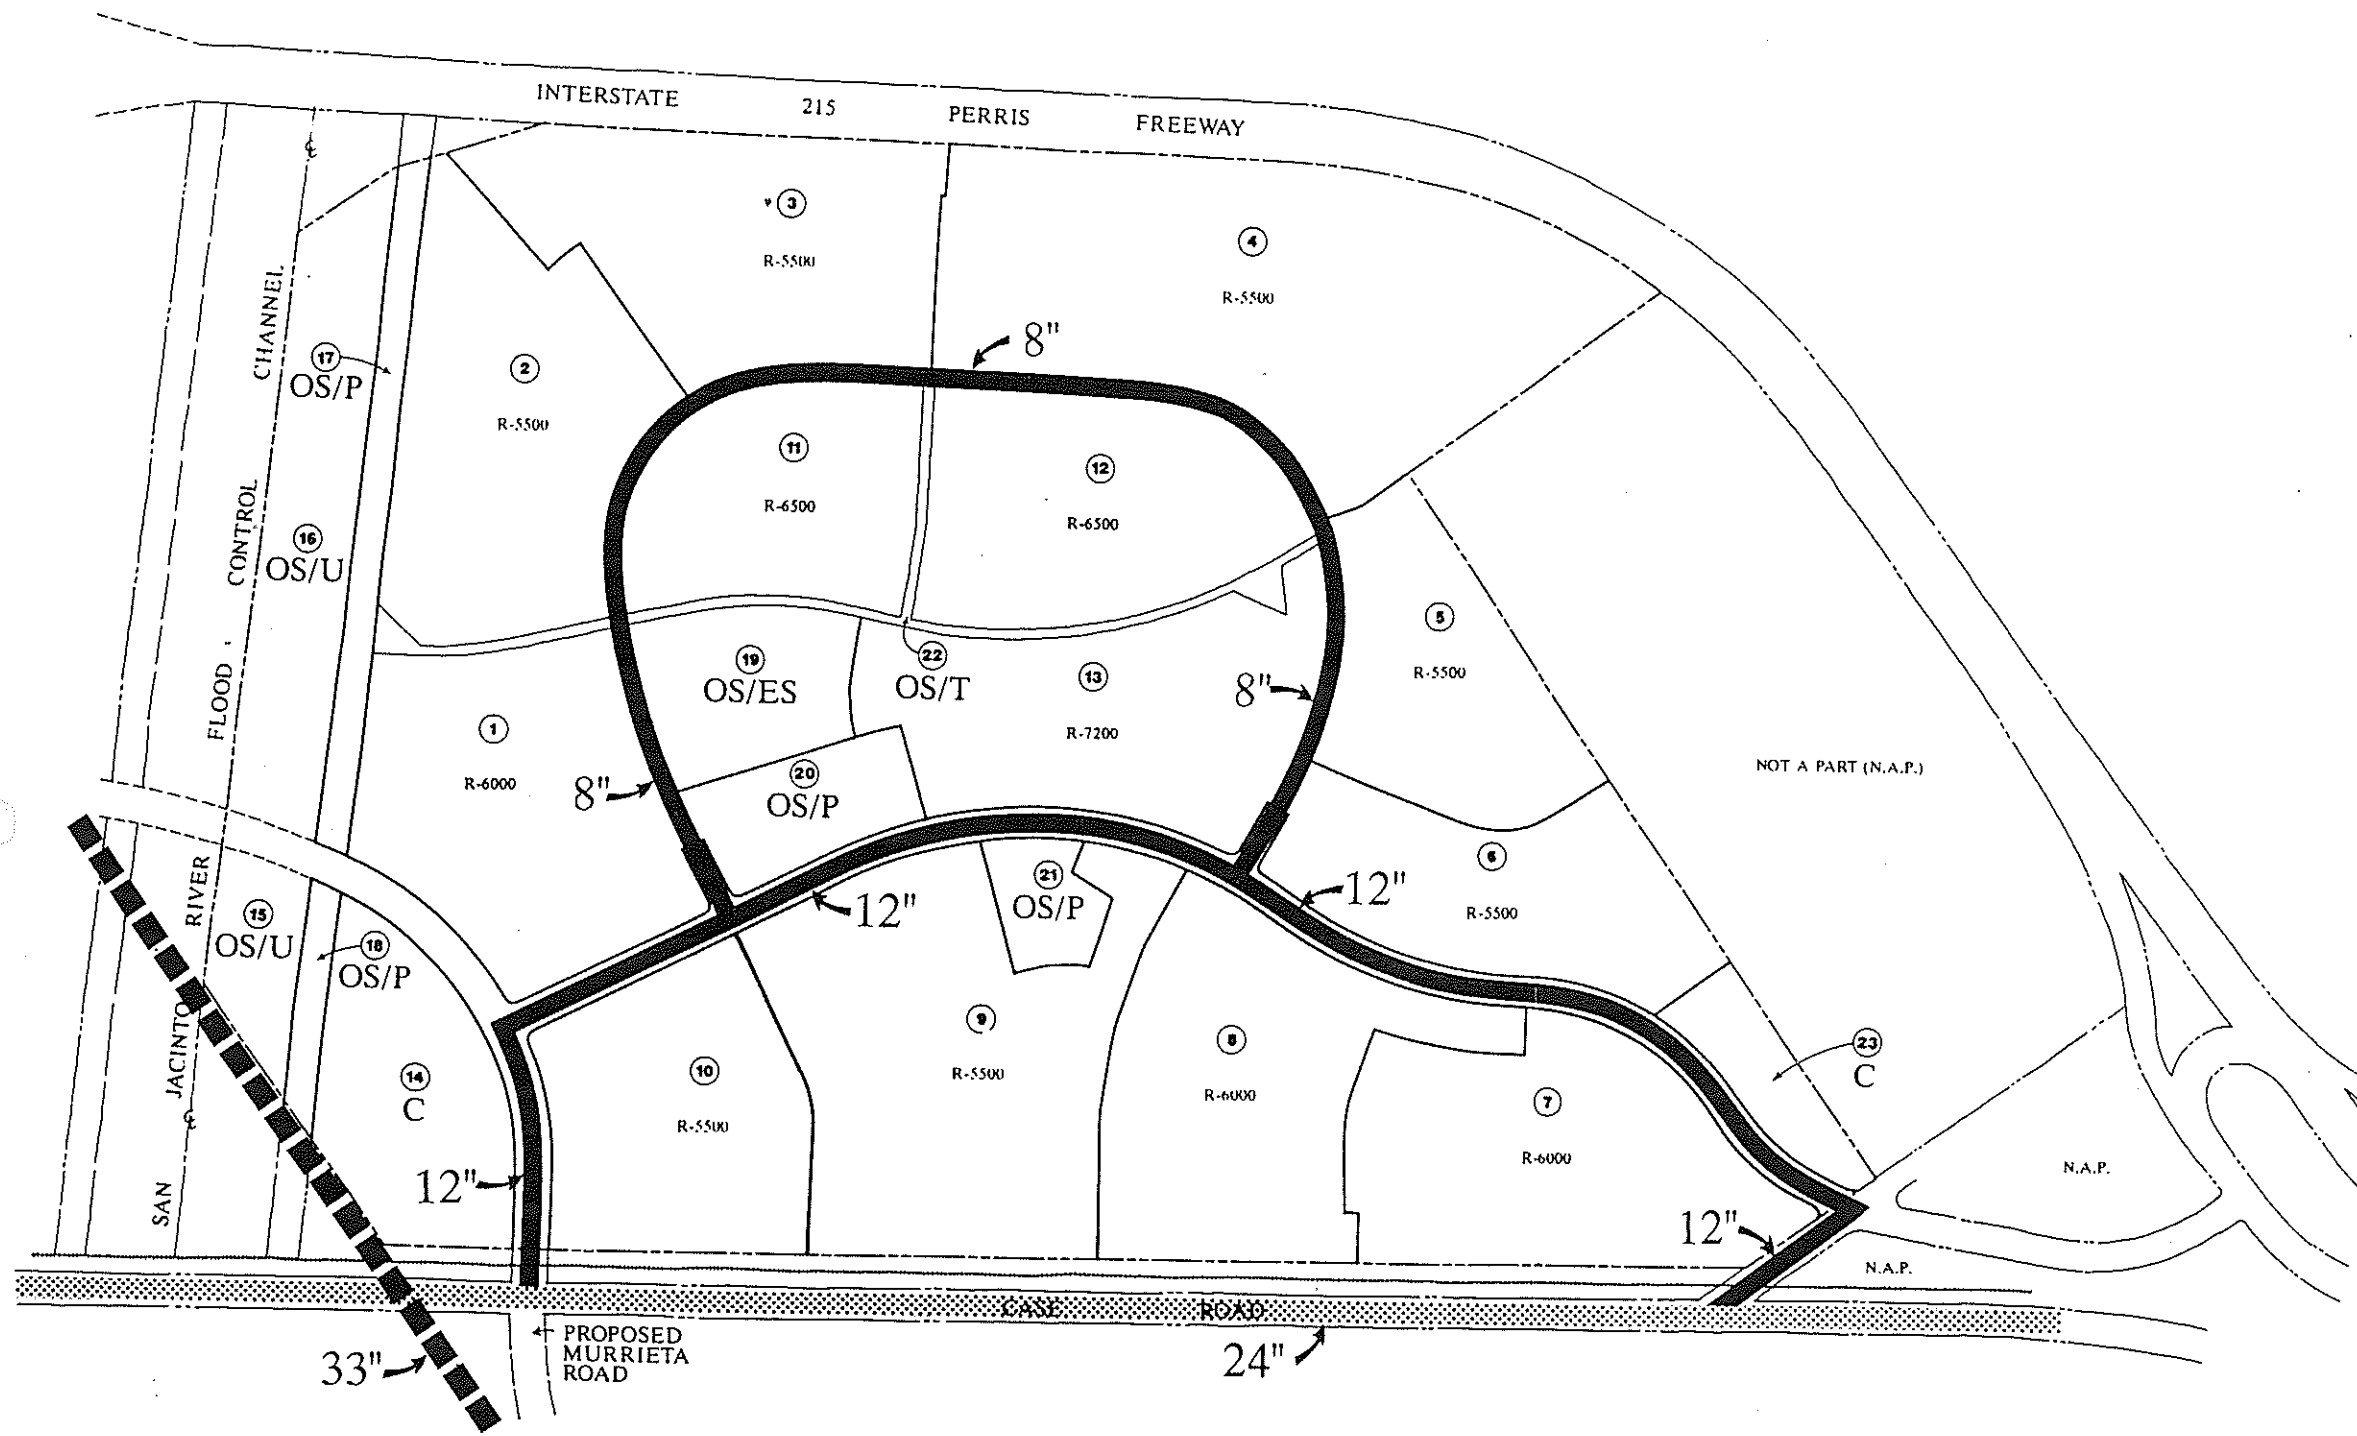 INTERSTATE 215 PERRIS FREEWAY
3
R-5500
4
R-5500
8"
17
OS/P
2
R-5500
11
R-6500
12
R-6500
16
OS/U
5
R-5500
19
OS/ES
22
OS/T
13
R-7200
8"
1
R-6000
8"
20
OS/P
NOT A PART (N.A.P.)
12"
21
OS/P
12"
6
R-5500
15
OS/U
18
OS/P
14
C
10
R-5500
9
R-5500
8
R-6000
7
R-6000
23
C
N.A.P.
12"
12"
N.A.P.
SAN JACINTO RIVER FLOOD CONTROL CHANNEL
CASE ROAD
PROPOSED
MURRIETA
ROAD
33"
24"